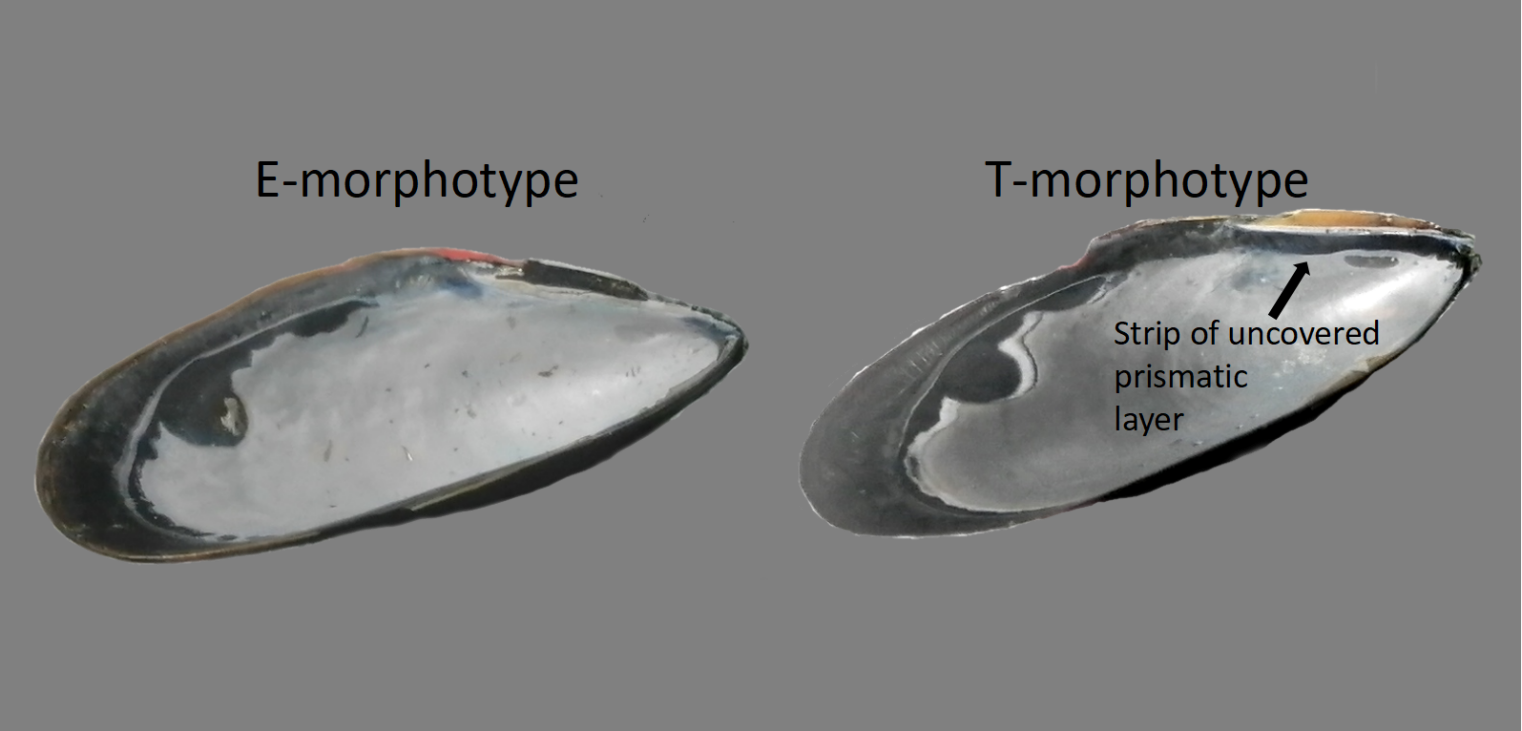 E-morphotype
T-morphotype
Strip of uncovered
prismatic
layer